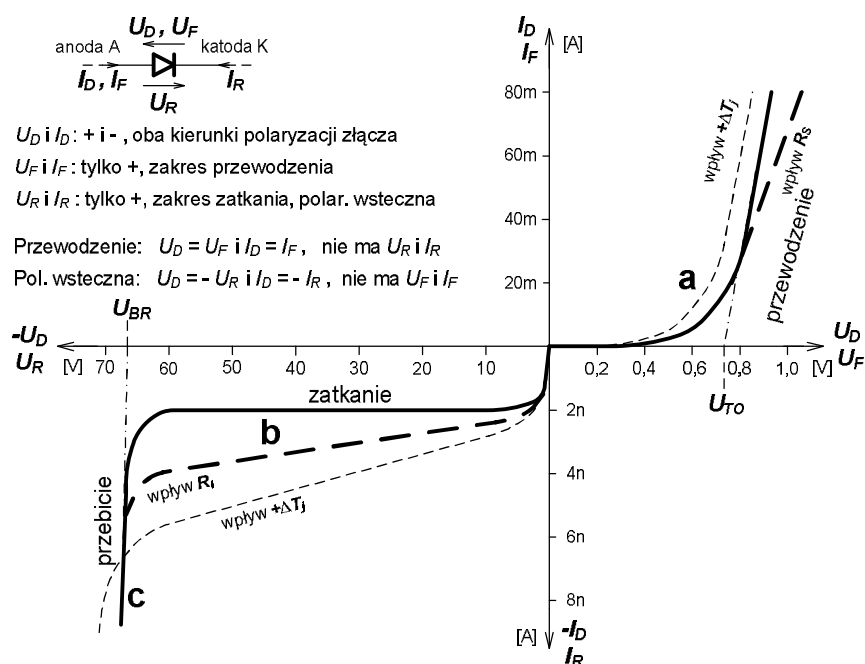 U_D, U_F
anoda A
katoda K
I_D, I_F
I_R
U_R
U_D i I_D: + i - , oba kierunki polaryzacji złącza
U_F i I_F: tylko +, zakres przewodzenia
U_R i I_R: tylko +, zakres zatkania, polar. wsteczna
Przewodzenie: U_D = U_F i I_D = I_F, nie ma U_R i I_R
Pol. wsteczna: U_D = - U_R i I_D = - I_R, nie ma U_F i I_F
I_D
I_F
[A]
80m
60m
40m
20m
wpływ +ΔTj
wpływ R_S
przewodzenie
a
U_BR
-U_D
U_R
[V]
70 60 50 40 30 20 10 0 0,2 0,4 0,6 0,8 1,0
[V]
U_D
U_F
U_TO
zatkanie
b
wpływ R_i
wpływ +ΔTj
przebicie
c
2n
4n
6n
8n
[A]
-I_D
I_R